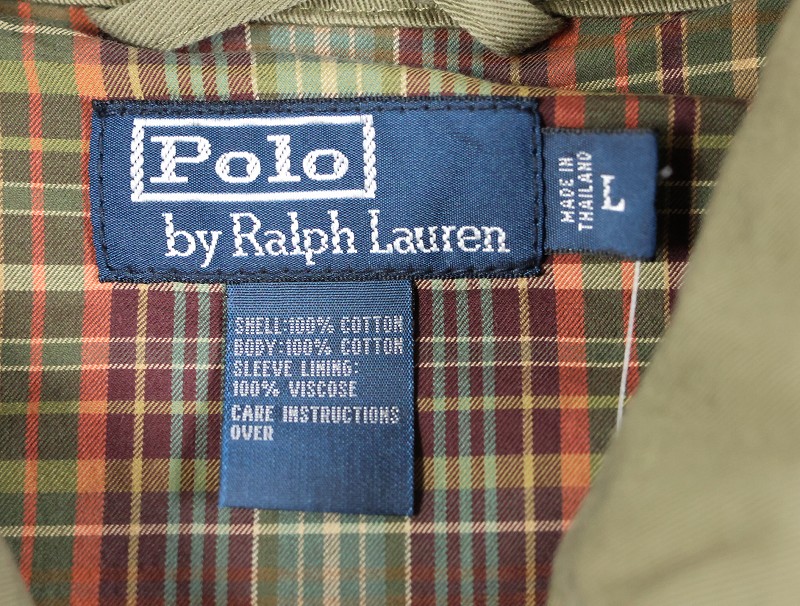 Polo
by Ralph Lauren
MADE IN
THAILAND
L
SHELL:100% COTTON
BODY:100% COTTON
SLEEVE LINING:
100% VISCOSE
CARE INSTRUCTIONS
OVER